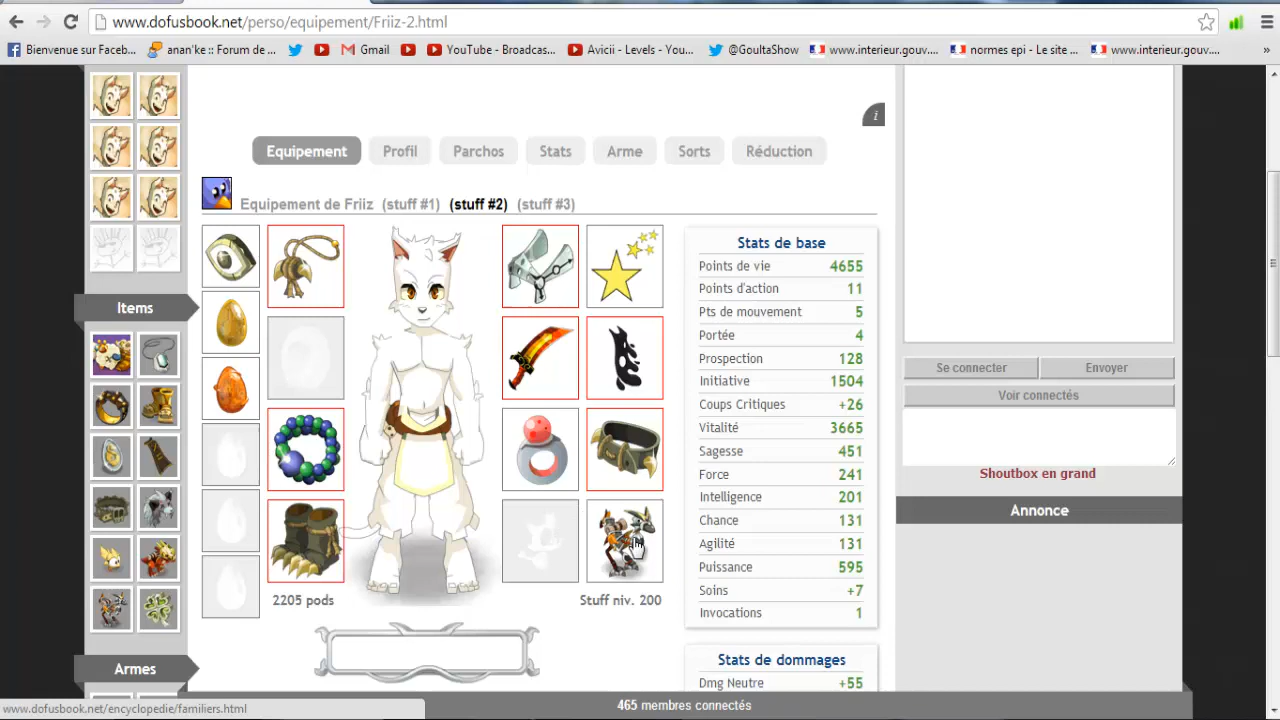 www.dofusbook.net/perso/equipement/Friiz-2.html
Bienvenue sur Faceb... anan'ke :: Forum de ... Gmail YouTube - Broadcas... Avicii - Levels - You... @GoultaShow www.interieur.gouv.... normes epi - Le site ... www.interieur.gouv.... »
i
Equipement Profil Parchos Stats Arme Sorts Réduction
Equipement de Friiz (stuff #1) (stuff #2) (stuff #3)
Items
Armes
2205 pods Stuff niv. 200
Stats de base
Points de vie 4655
Points d'action 11
Pts de mouvement 5
Portée 4
Prospection 128
Initiative 1504
Coups Critiques +26
Vitalité 3665
Sagesse 451
Force 241
Intelligence 201
Chance 131
Agilité 131
Puissance 595
Soins +7
Invocations 1
Stats de dommages
Dmg Neutre +55
Se connecter Envoyer
Voir connectés
Shoutbox en grand
Annonce
www.dofusbook.net/encyclopedie/familiers.html
465 membres connectés